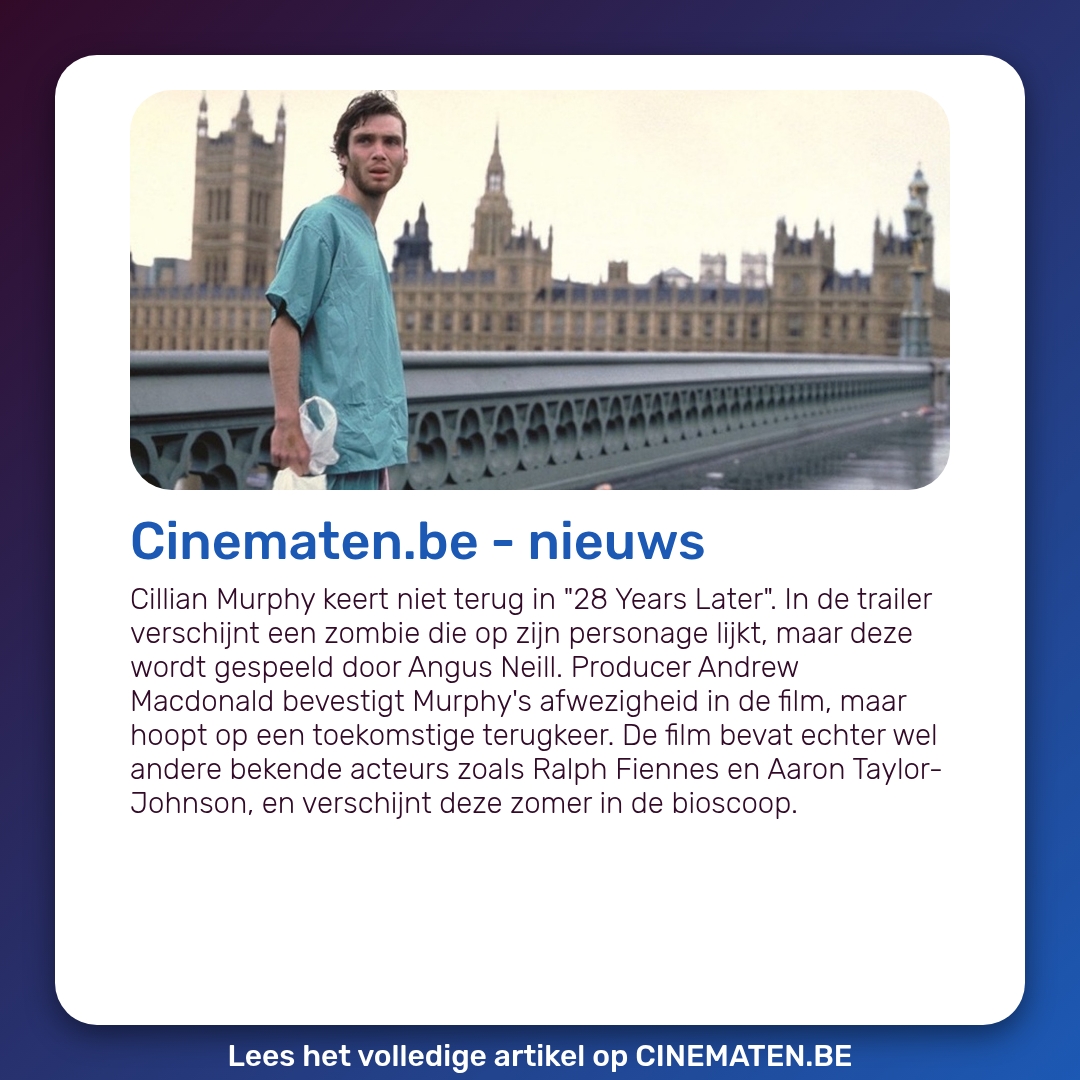 Cinematen.be - nieuws
Cillian Murphy keert niet terug in "28 Years Later". In de trailer
verschijnt een zombie die op zijn personage lijkt, maar deze
wordt gespeeld door Angus Neill. Producer Andrew
Macdonald bevestigt Murphy's afwezigheid in de film, maar
hoopt op een toekomstige terugkeer. De film bevat echter wel
andere bekende acteurs zoals Ralph Fiennes en Aaron Taylor-
Johnson, en verschijnt deze zomer in de bioscoop.
Lees het volledige artikel op CINEMATEN.BE